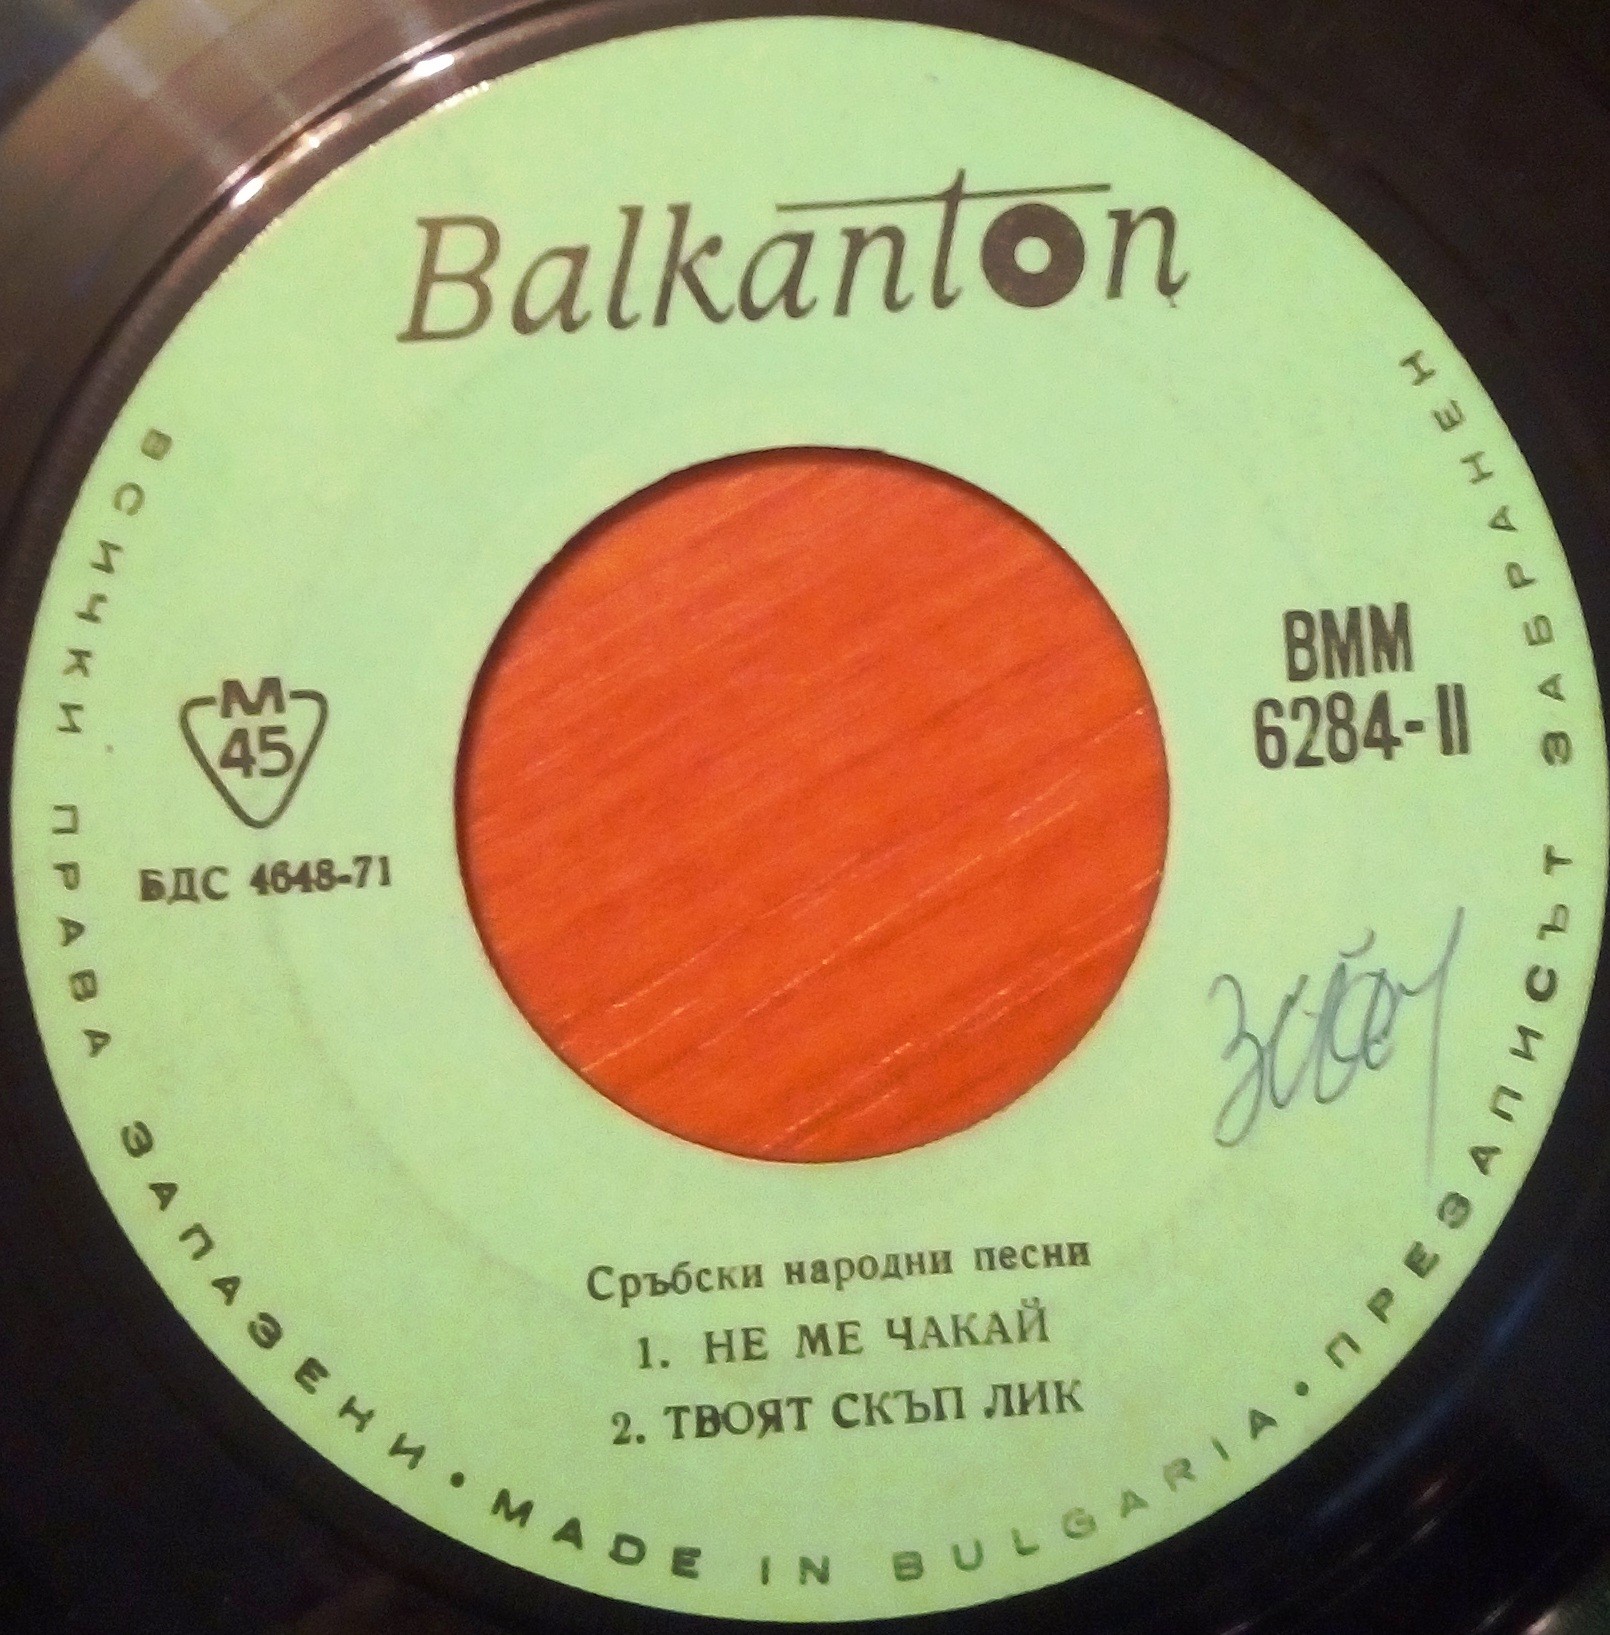 Balkanton
ВММ
6284-II
М
45
БДС 4648-71
Сръбски народни песни
1. НЕ МЕ ЧАКАЙ
2. ТВОЯТ СКЪП ЛИК
ВСИЧКИ ПРАВА ЗАПАЗЕНИ • MADE IN BULGARIA • ПРЕЗАПИСЪТ ЗАБРАНЕН